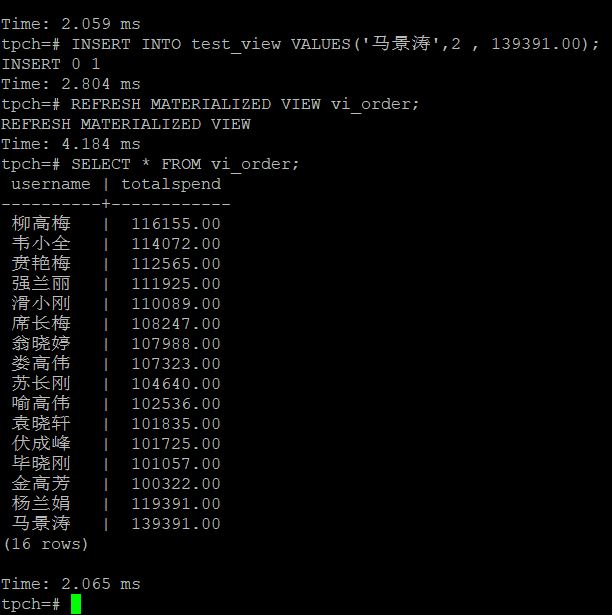 Time: 2.059 ms
tpch=# INSERT INTO test_view VALUES('马景涛',2 , 139391.00);
INSERT 0 1
Time: 2.804 ms
tpch=# REFRESH MATERIALIZED VIEW vi_order;
REFRESH MATERIALIZED VIEW
Time: 4.184 ms
tpch=# SELECT * FROM vi_order;
 username | totalspend
----------+------------
 柳高梅   |  116155.00
 韦小全   |  114072.00
 贲艳梅   |  112565.00
 强兰丽   |  111925.00
 滑小刚   |  110089.00
 席长梅   |  108247.00
 翁晓婷   |  107988.00
 娄高伟   |  107323.00
 苏长刚   |  104640.00
 喻高伟   |  102536.00
 袁晓轩   |  101835.00
 伏成峰   |  101725.00
 毕晓刚   |  101057.00
 金高芳   |  100322.00
 杨兰娟   |  119391.00
 马景涛   |  139391.00
(16 rows)
Time: 2.065 ms
tpch=#